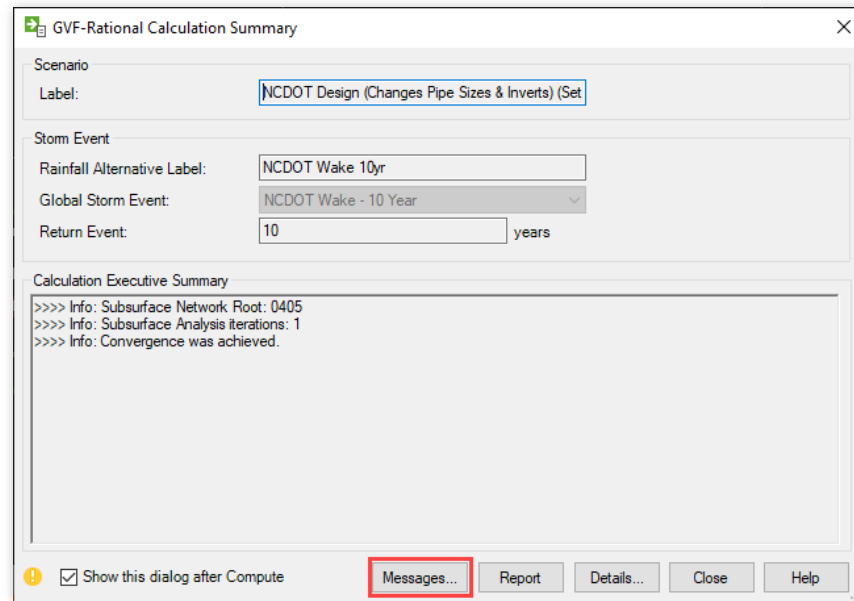 GVF-Rational Calculation Summary
Scenario
Label: NCDOT Design (Changes Pipe Sizes & Inverts) (Set
Storm Event
Rainfall Alternative Label: NCDOT Wake 10yr
Global Storm Event: NCDOT Wake - 10 Year
Return Event: 10 years
Calculation Executive Summary
>>>> Info: Subsurface Network Root: 0405
>>>> Info: Subsurface Analysis iterations: 1
>>>> Info: Convergence was achieved.
Show this dialog after Compute Messages... Report Details... Close Help